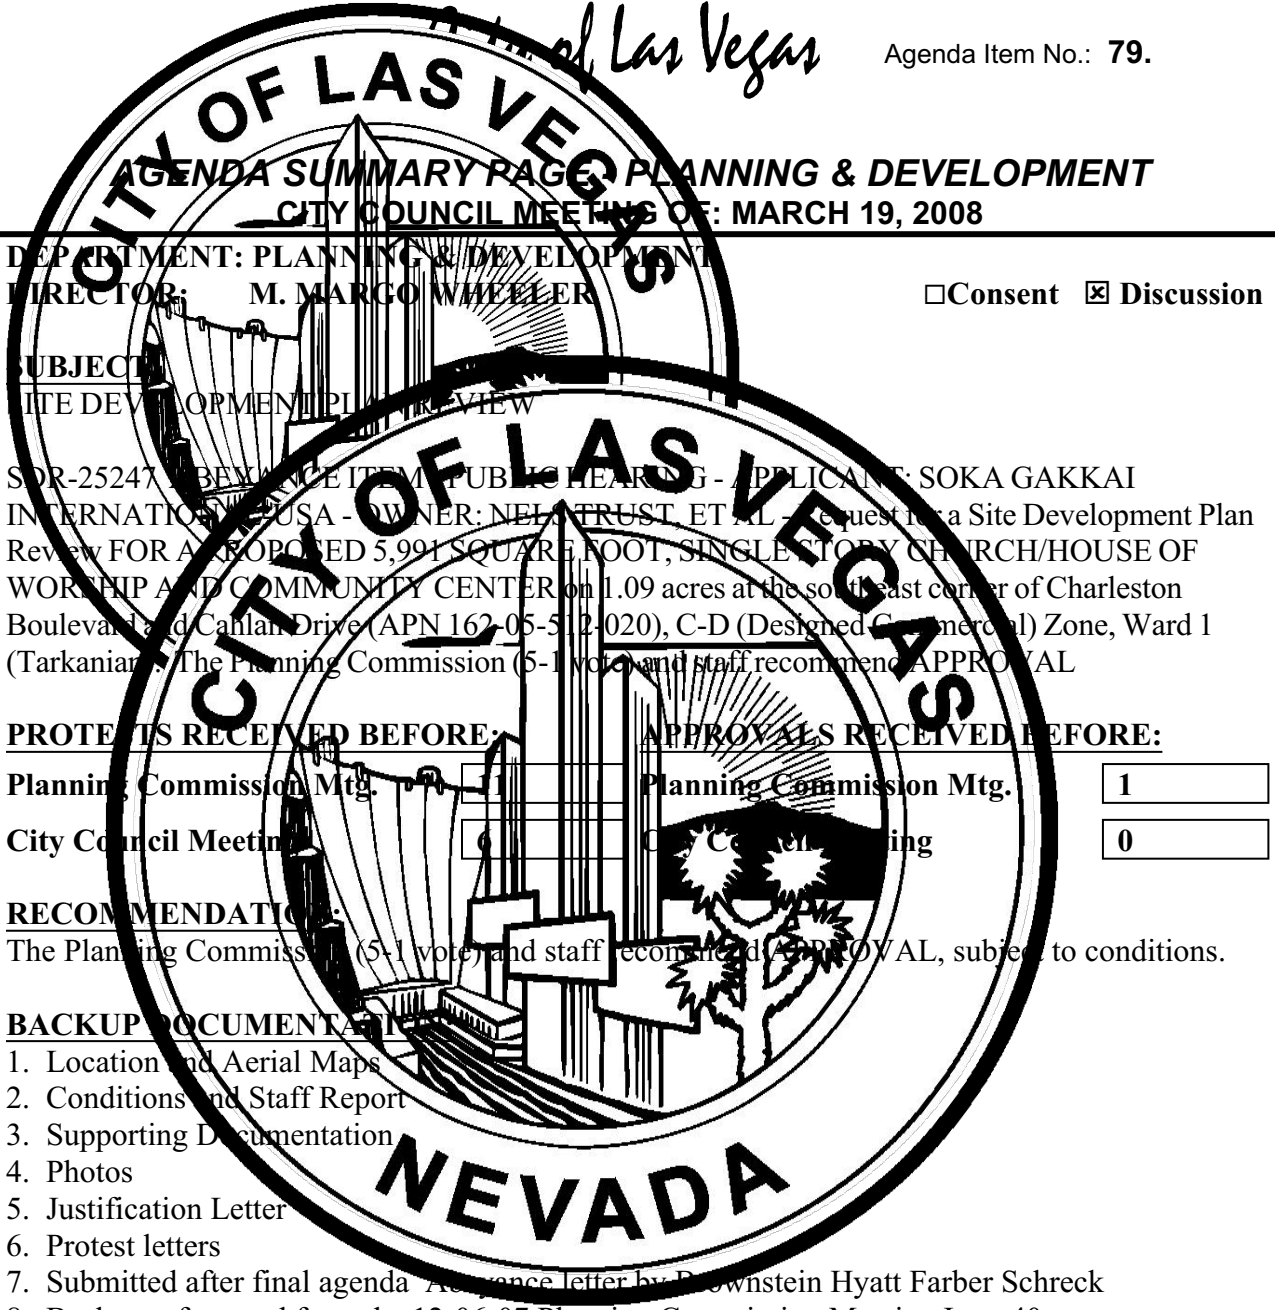 City of Las Vegas
Agenda Item No.: 79.
AGENDA SUMMARY PAGE - PLANNING & DEVELOPMENT
CITY COUNCIL MEETING OF: MARCH 19, 2008
DEPARTMENT: PLANNING & DEVELOPMENT
DIRECTOR: M. MARGO WHEELER
☐Consent ☒ Discussion
SUBJECT:
SITE DEVELOPMENT PLAN REVIEW
SDR-25247 - ABEYANCE ITEM - PUBLIC HEARING - APPLICANT: SOKA GAKKAI
INTERNATIONAL-USA - OWNER: NELS TRUST, ET AL - Request for a Site Development Plan
Review FOR A PROPOSED 5,991 SQUARE FOOT, SINGLE STORY CHURCH/HOUSE OF
WORSHIP AND COMMUNITY CENTER on 1.09 acres at the southeast corner of Charleston
Boulevard and Cahlan Drive (APN 162-05-512-020), C-D (Designed Commercial) Zone, Ward 1
(Tarkanian). The Planning Commission (5-1 vote) and staff recommend APPROVAL
PROTESTS RECEIVED BEFORE: APPROVALS RECEIVED BEFORE:
Planning Commission Mtg. 11 Planning Commission Mtg. 1
City Council Meeting 6 City Council Meeting 0
RECOMMENDATION:
The Planning Commission (5-1 vote) and staff recommend APPROVAL, subject to conditions.
BACKUP DOCUMENTATION:
1. Location and Aerial Maps
2. Conditions and Staff Report
3. Supporting Documentation
4. Photos
5. Justification Letter
6. Protest letters
7. Submitted after final agenda Abeyance letter by Brownstein Hyatt Farber Schreck
CITY OF LAS VEGAS
CITY OF LAS VEGAS
NEVADA